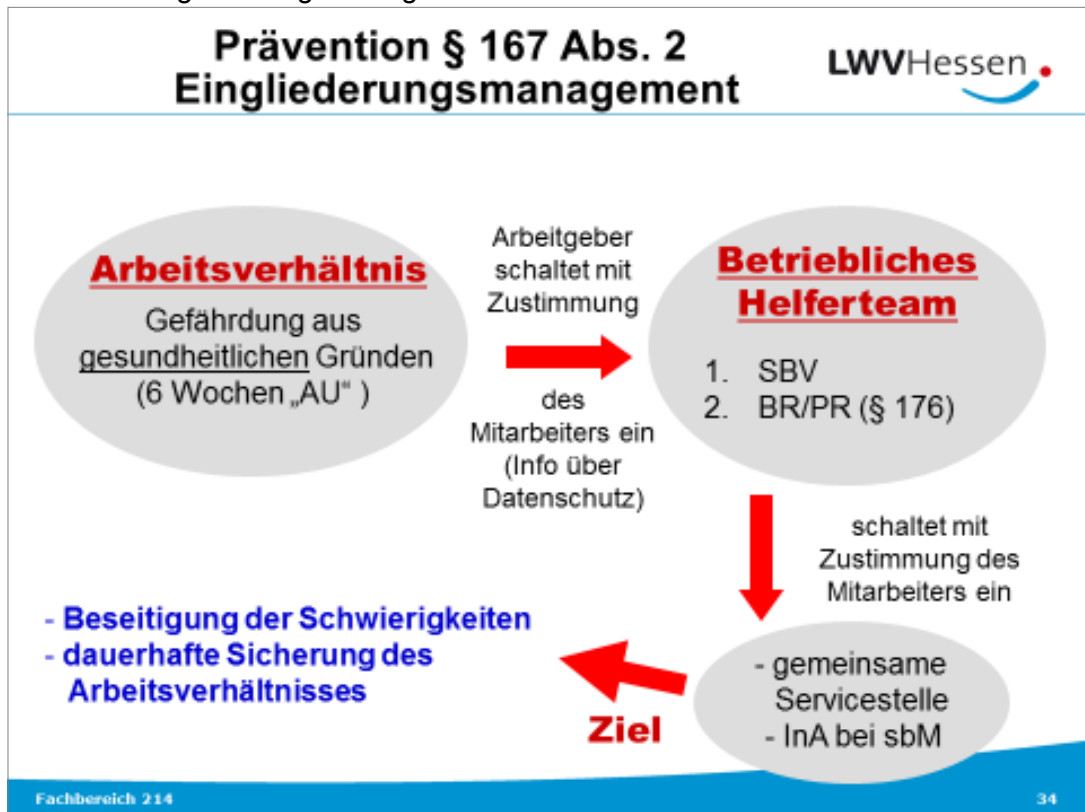 Prävention § 167 Abs. 2
Eingliederungsmanagement
LWVHessen
Arbeitsverhältnis
Gefährdung aus
gesundheitlichen Gründen
(6 Wochen „AU“ )
Arbeitgeber
schaltet mit
Zustimmung
des
Mitarbeiters ein
(Info über
Datenschutz)
Betriebliches
Helferteam
1. SBV
2. BR/PR (§ 176)
schaltet mit
Zustimmung des
Mitarbeiters ein
- gemeinsame
Servicestelle
- InA bei sbM
Ziel
- Beseitigung der Schwierigkeiten
- dauerhafte Sicherung des
Arbeitsverhältnisses
Fachbereich 214
34